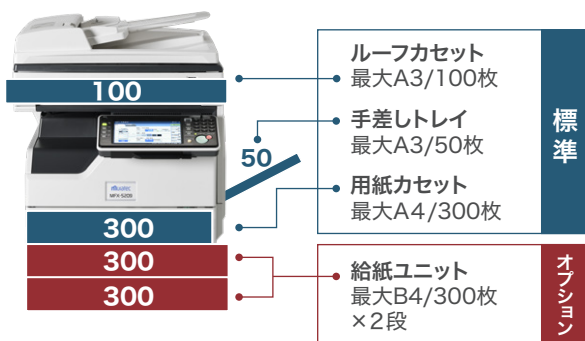 100
50
300
300
300
muratec
MFX-5200
ルーフカセット
最大A3/100枚
手差しトレイ
最大A3/50枚
用紙カセット
最大A4/300枚
標準
給紙ユニット
最大B4/300枚
×2段
オプション